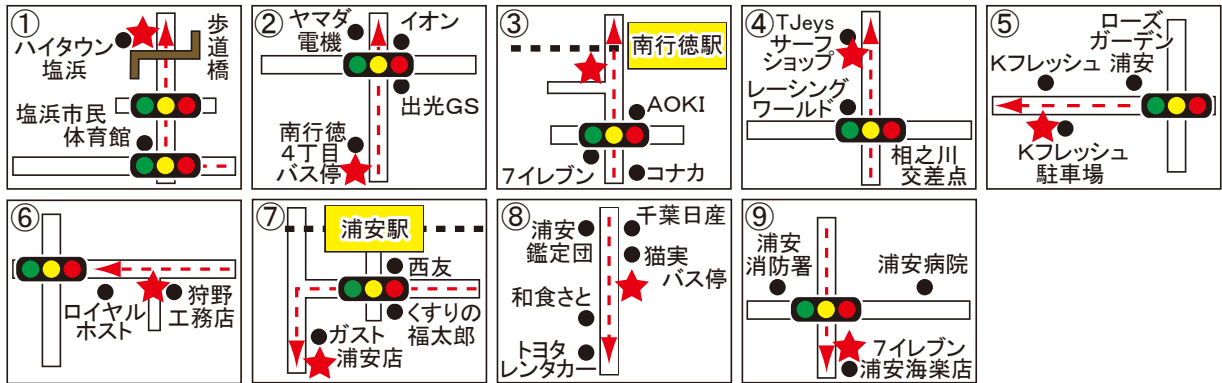 ①
ハイタウン
塩浜
歩道橋
塩浜市民
体育館
②
ヤマダ
電機
イオン
出光GS
南行徳
4丁目
バス停
③
南行徳駅
AOKI
7イレブン
コナカ
④
TJeys
サーフ
ショップ
レーシング
ワールド
相之川
交差点
⑤
ローズ
ガーデン
浦安
Kフレッシュ
Kフレッシュ
駐車場
⑥
ロイヤル
ホスト
狩野
工務店
⑦
浦安駅
西友
くすりの
福太郎
ガスト
浦安店
⑧
浦安
鑑定団
千葉日産
猫実
バス停
和食さと
トヨタ
レンタカー
⑨
浦安
消防署
浦安病院
7イレブン
浦安海楽店